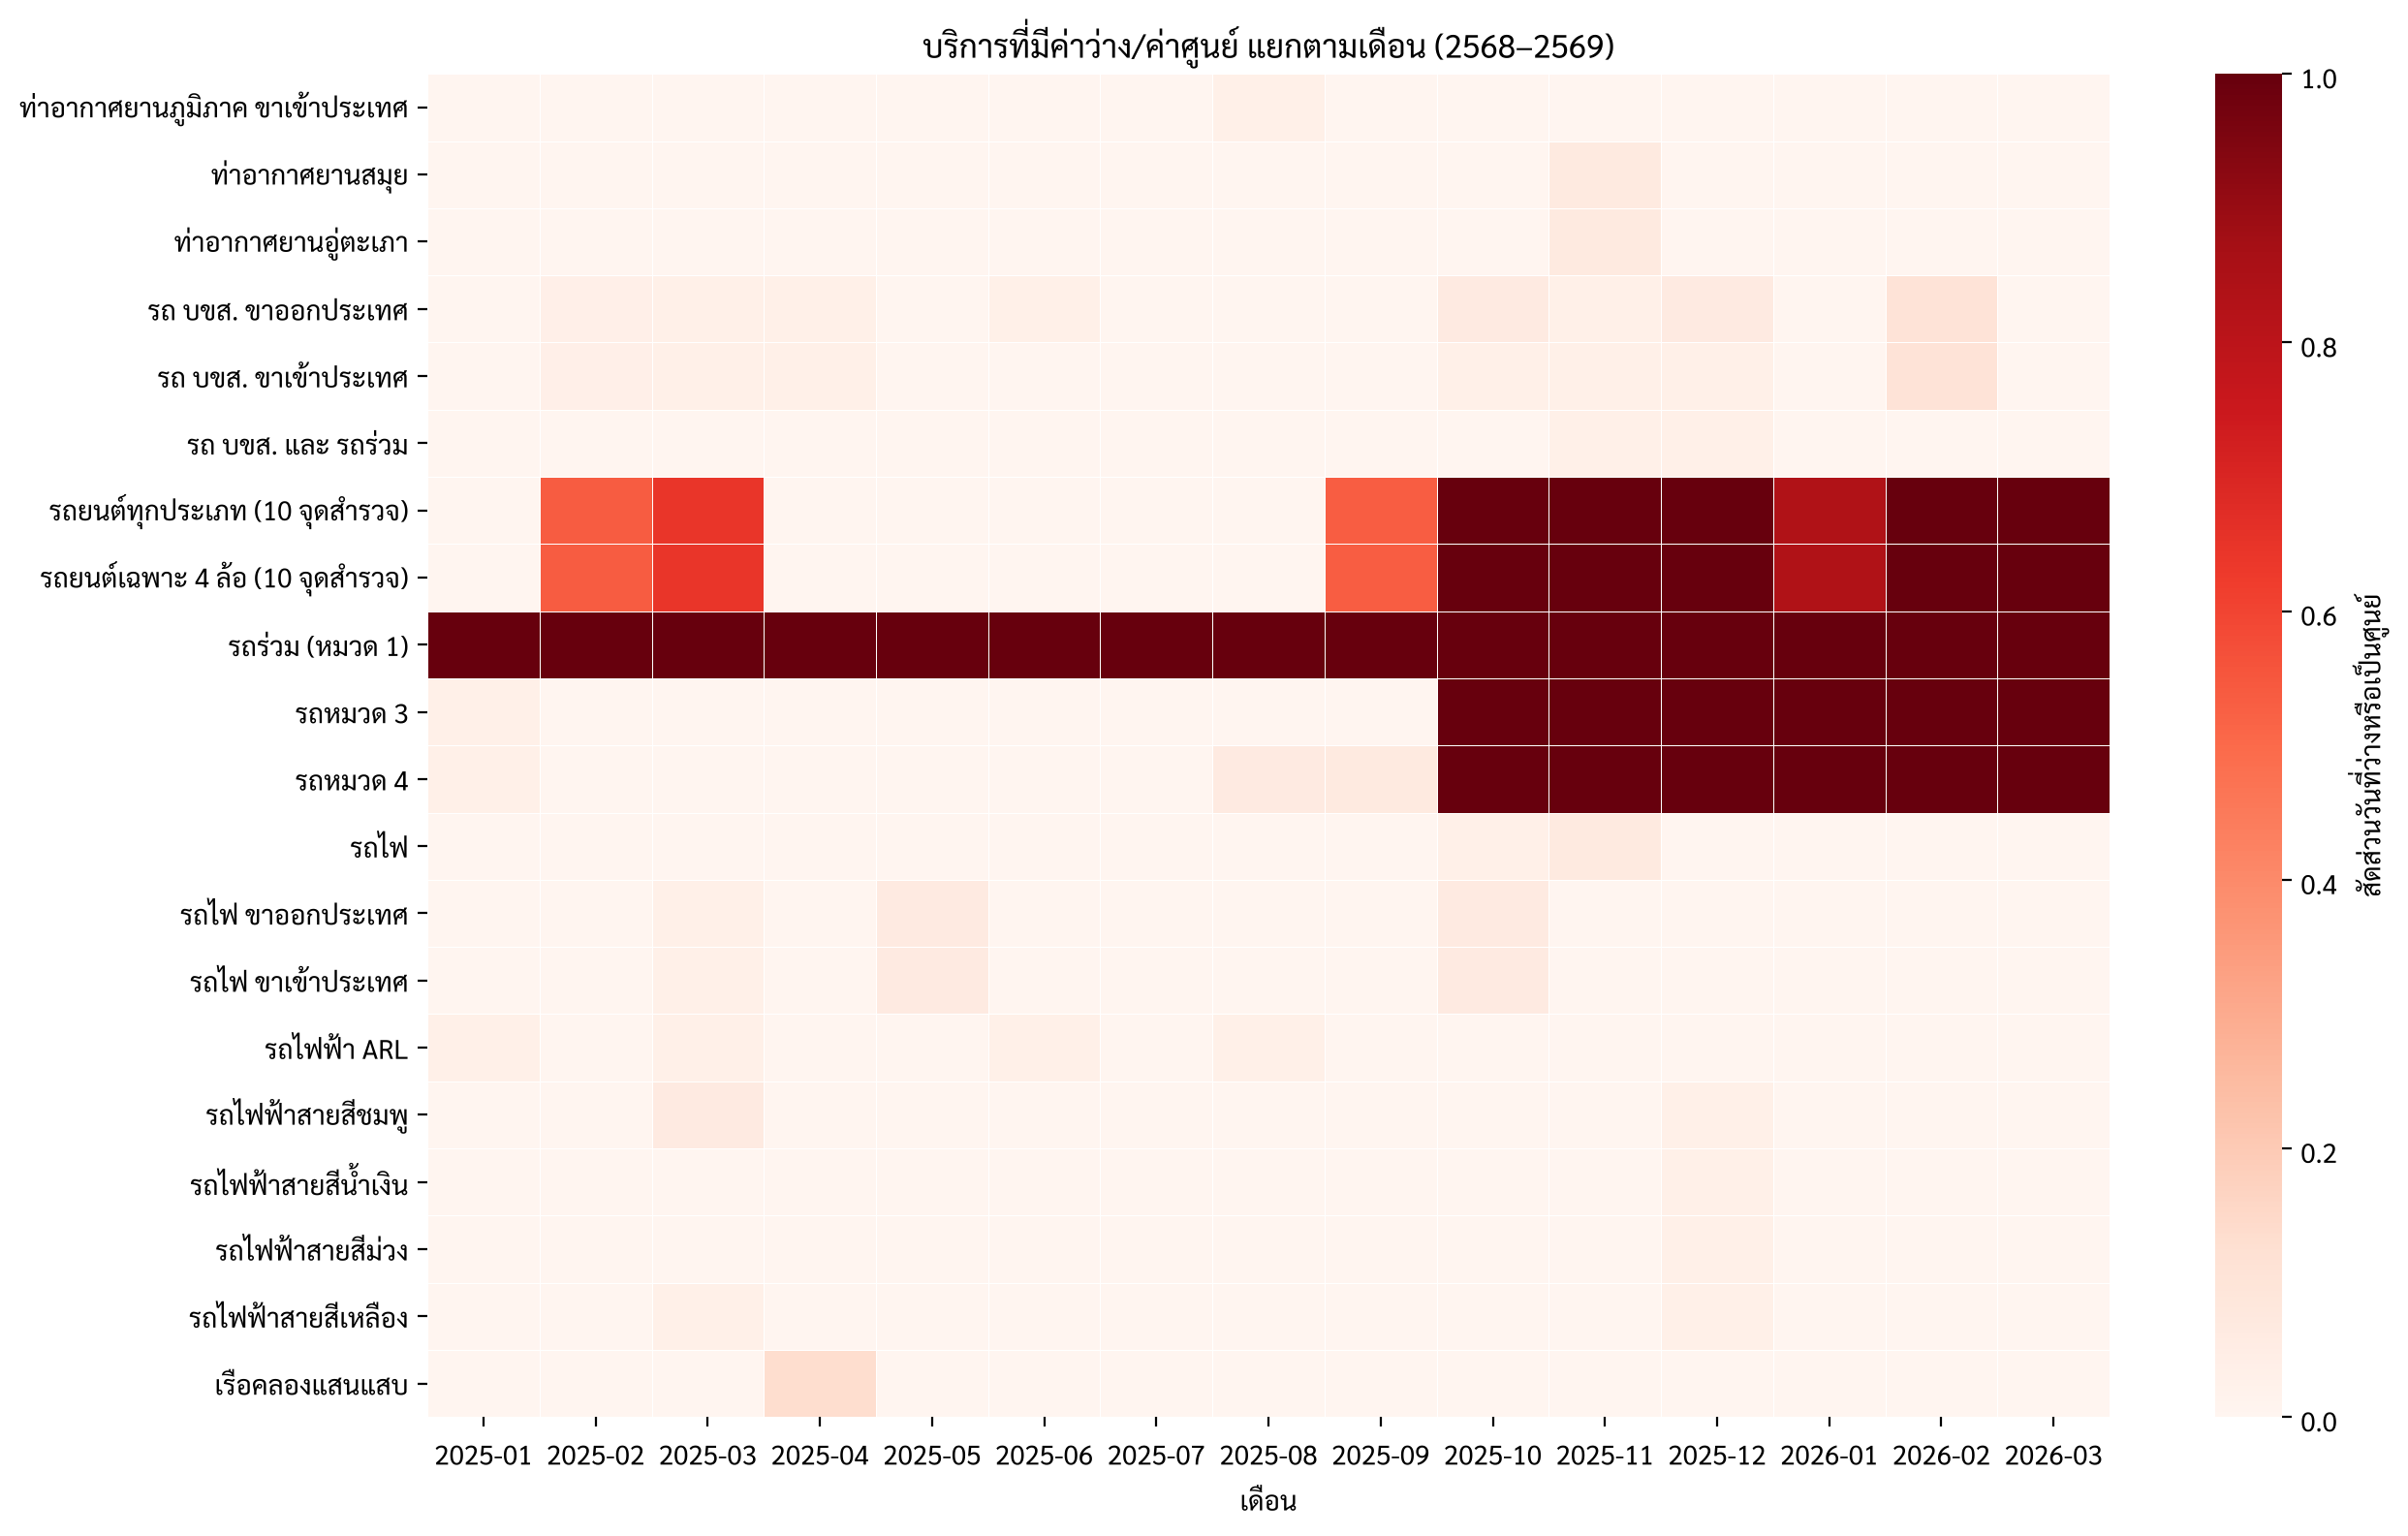 บริการที่มีค่าว่าง/ค่าศูนย์ แยกตามเดือน (2568–2569)
ท่าอากาศยานภูมิภาค ขาเข้าประเทศ
ท่าอากาศยานสมุย
ท่าอากาศยานอู่ตะเภา
รถ บขส. ขาออกประเทศ
รถ บขส. ขาเข้าประเทศ
รถ บขส. และ รถร่วม
รถยนต์ทุกประเภท (10 จุดสำรวจ)
รถยนต์เฉพาะ 4 ล้อ (10 จุดสำรวจ)
รถร่วม (หมวด 1)
รถหมวด 3
รถหมวด 4
รถไฟ
รถไฟ ขาออกประเทศ
รถไฟ ขาเข้าประเทศ
รถไฟฟ้า ARL
รถไฟฟ้าสายสีชมพู
รถไฟฟ้าสายสีน้ำเงิน
รถไฟฟ้าสายสีม่วง
รถไฟฟ้าสายสีเหลือง
เรือคลองแสนแสบ
2025-01 2025-02 2025-03 2025-04 2025-05 2025-06 2025-07 2025-08 2025-09 2025-10 2025-11 2025-12 2026-01 2026-02 2026-03
เดือน
1.0
0.8
0.6
0.4
0.2
0.0
สัดส่วนวันที่ว่างหรือเป็นศูนย์